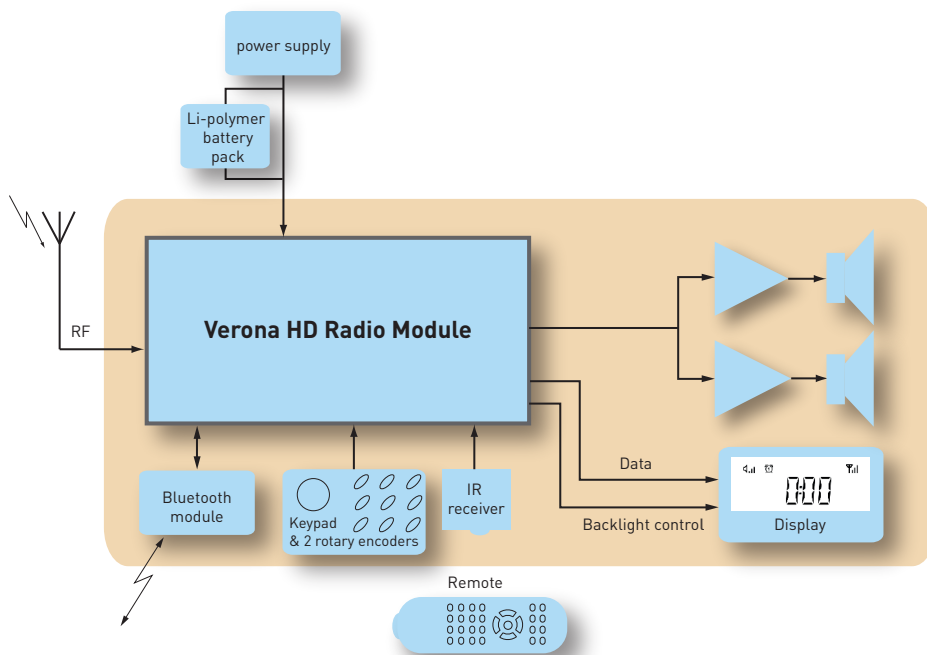 power supply
Li-polymer
battery
pack
RF
Verona HD Radio Module
Bluetooth
module
Keypad
& 2 rotary encoders
IR
receiver
Data
Backlight control
0:00
Display
Remote